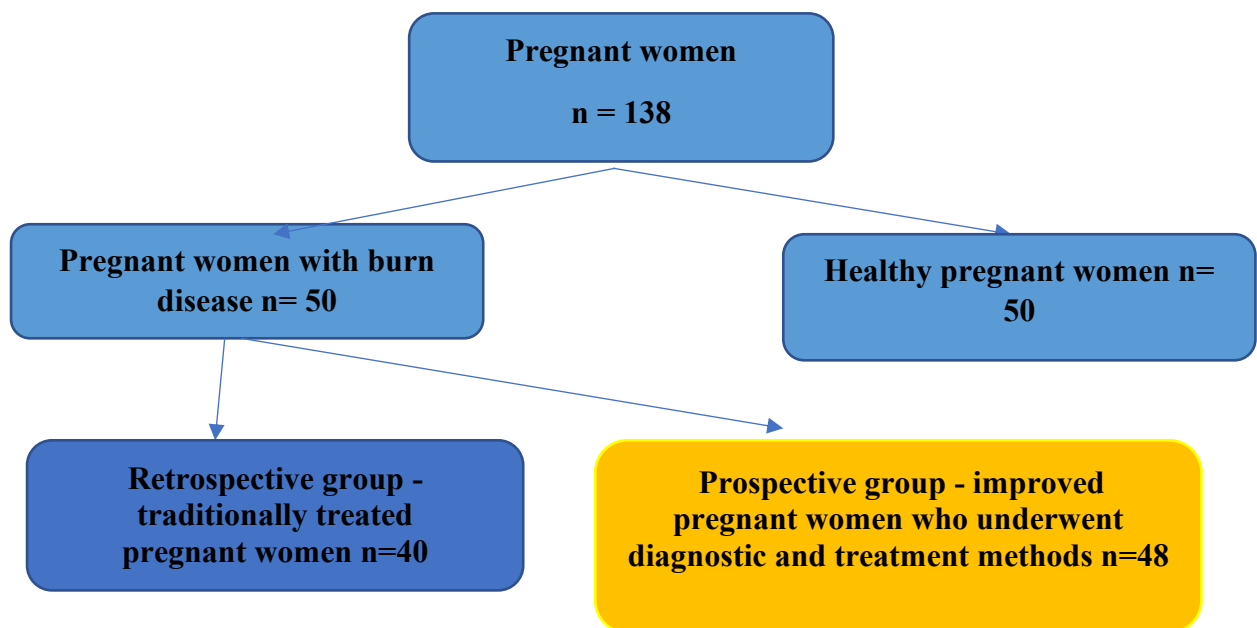 Pregnant women
n = 138
Pregnant women with burn
disease n= 50
Healthy pregnant women n=
50
Retrospective group -
traditionally treated
pregnant women n=40
Prospective group - improved
pregnant women who underwent
diagnostic and treatment methods n=48